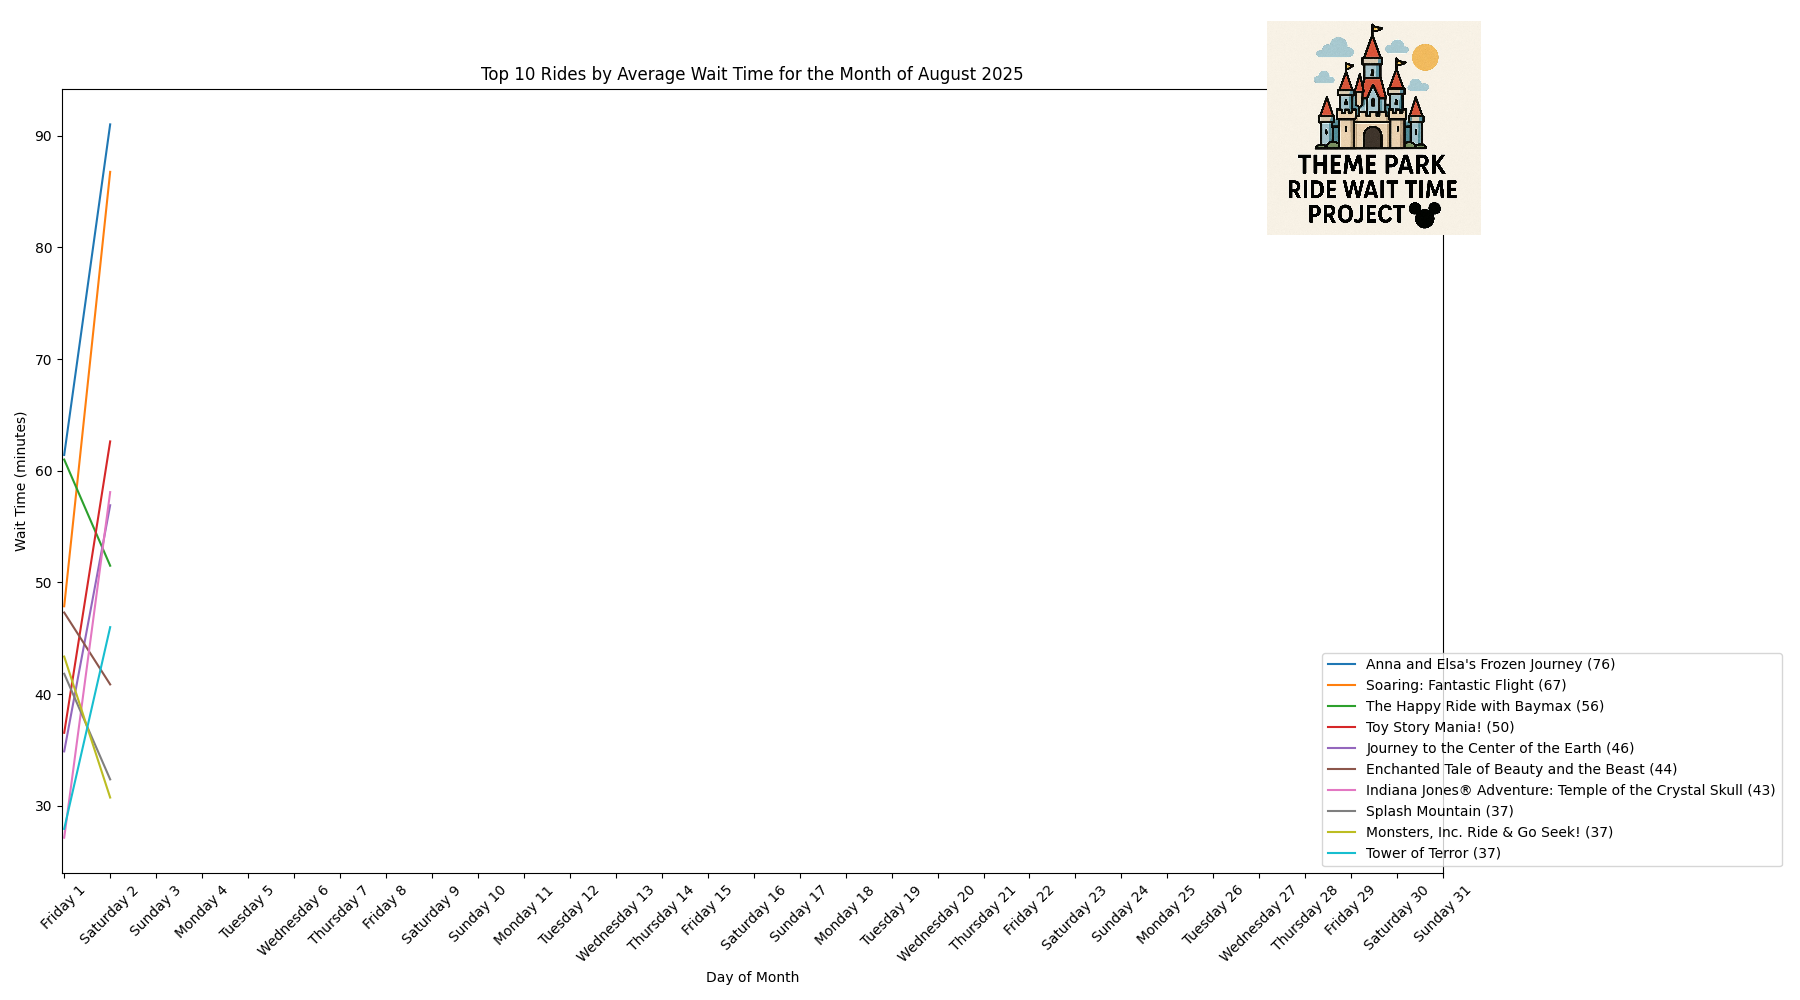 Top 10 Rides by Average Wait Time for the Month of August 2025
THEME PARK
RIDE WAIT TIME
PROJECT
Wait Time (minutes)
90
80
70
60
50
40
30
Anna and Elsa's Frozen Journey (76)
Soaring: Fantastic Flight (67)
The Happy Ride with Baymax (56)
Toy Story Mania! (50)
Journey to the Center of the Earth (46)
Enchanted Tale of Beauty and the Beast (44)
Indiana Jones® Adventure: Temple of the Crystal Skull (43)
Splash Mountain (37)
Monsters, Inc. Ride & Go Seek! (37)
Tower of Terror (37)
Friday 1
Saturday 2
Sunday 3
Monday 4
Tuesday 5
Wednesday 6
Thursday 7
Friday 8
Saturday 9
Sunday 10
Monday 11
Tuesday 12
Wednesday 13
Thursday 14
Friday 15
Saturday 16
Sunday 17
Monday 18
Tuesday 19
Wednesday 20
Thursday 21
Friday 22
Saturday 23
Sunday 24
Monday 25
Tuesday 26
Wednesday 27
Thursday 28
Friday 29
Saturday 30
Sunday 31
Day of Month